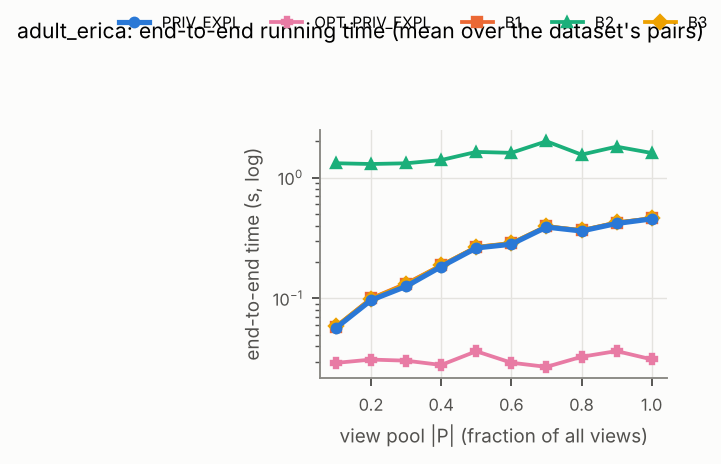 PRIV_EXPL OPT_PRIV_EXPL B1 B2 B3
adult_erica: end-to-end running time (mean over the dataset's pairs)
end-to-end time (s, log)
10⁰
10⁻¹
0.2 0.4 0.6 0.8 1.0
view pool |P| (fraction of all views)